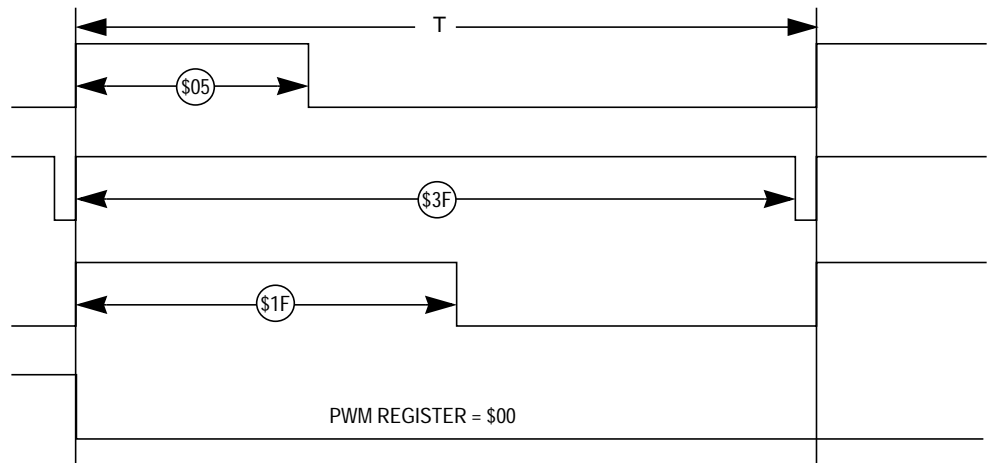 T
$05
$3F
$1F
PWM REGISTER = $00